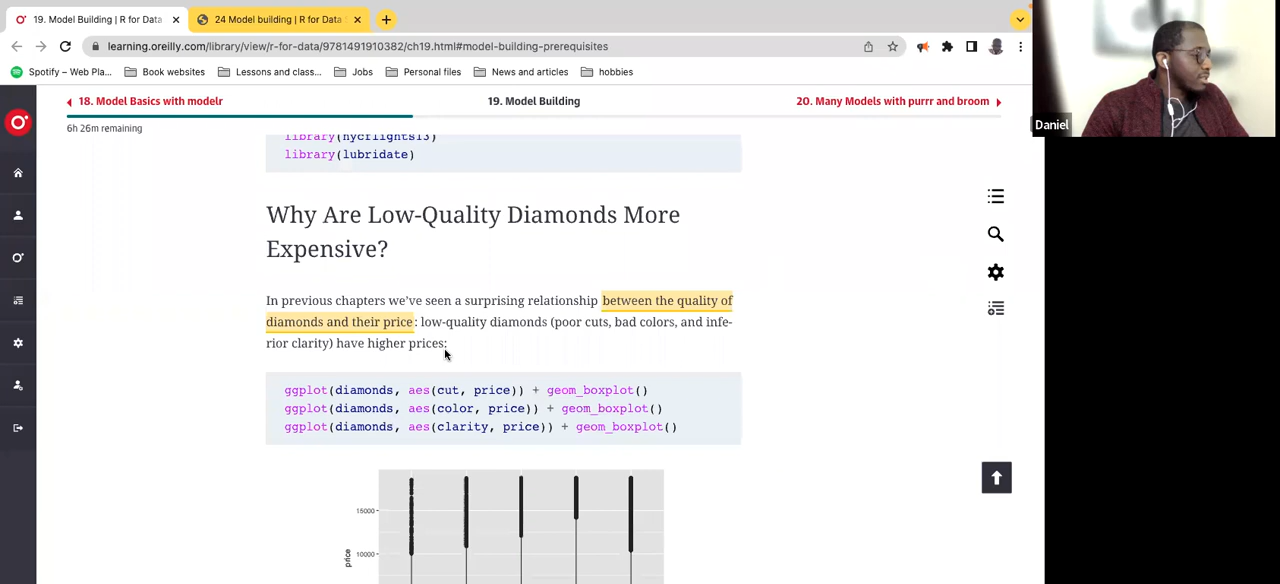 19. Model Building | R for Data
24 Model building | R for Data
learning.oreilly.com/library/view/r-for-data/9781491910382/ch19.html#model-building-prerequisites
Spotify – Web Pla...
Book websites
Lessons and class...
Jobs
Personal files
News and articles
hobbies
18. Model Basics with modelr
19. Model Building
20. Many Models with purrr and broom
6h 26m remaining
Daniel
library(nycflights13)
library(lubridate)
Why Are Low-Quality Diamonds More
Expensive?
In previous chapters we've seen a surprising relationship between the quality of
diamonds and their price: low-quality diamonds (poor cuts, bad colors, and infe-
rior clarity) have higher prices:
ggplot(diamonds, aes(cut, price)) + geom_boxplot()
ggplot(diamonds, aes(color, price)) + geom_boxplot()
ggplot(diamonds, aes(clarity, price)) + geom_boxplot()
15000
10000
price